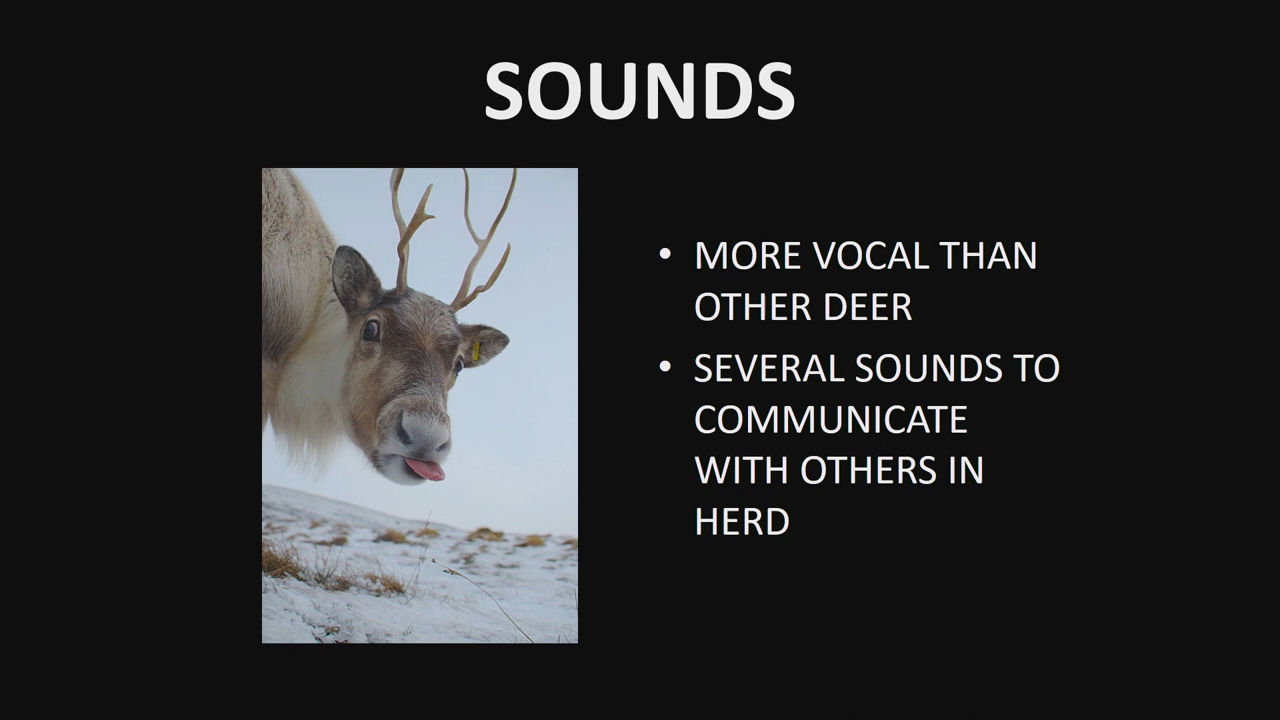 SOUNDS
• MORE VOCAL THAN
OTHER DEER
• SEVERAL SOUNDS TO
COMMUNICATE
WITH OTHERS IN
HERD